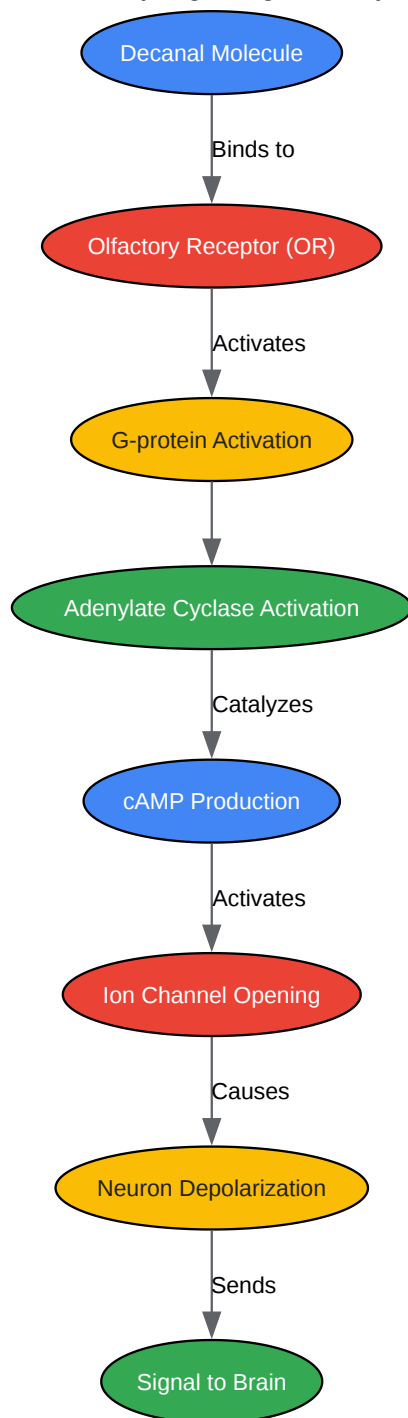 Decanal Molecule
Binds to
Olfactory Receptor (OR)
Activates
G-protein Activation
Adenylate Cyclase Activation
Catalyzes
cAMP Production
Activates
Ion Channel Opening
Causes
Neuron Depolarization
Sends
Signal to Brain